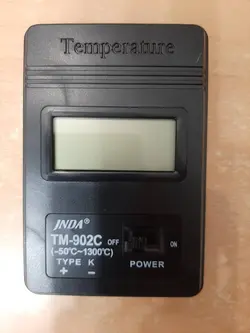 Temperature
JNDA®
TM-902C
OFF
ON
(-50°C~1300°C)
TYPE K
POWER
+ −